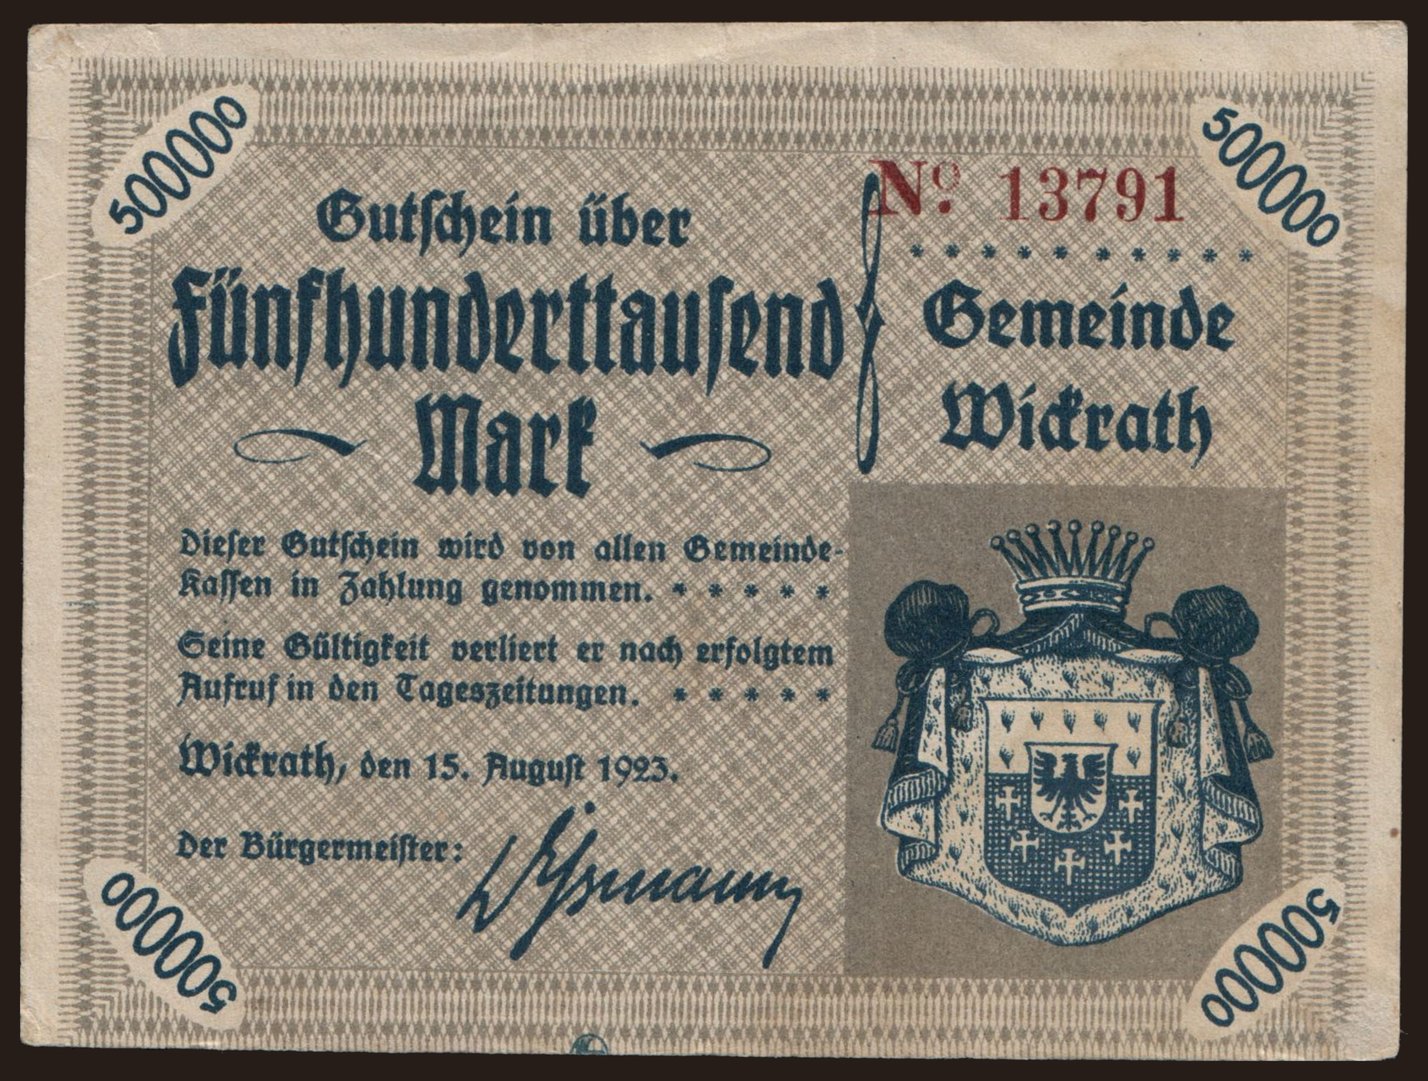 500000
500000
Nº 13791
Gutschein über
Fünfhunderttausend
Mark
* * * * * * * * * *
Gemeinde
Wickrath
Dieser Gutschein wird von allen Gemeinde-
Kassen in Zahlung genommen. * * * * *
Seine Gültigkeit verliert er nach erfolgtem
Aufruf in den Tageszeitungen. * * * * *
Wickrath, den 15. August 1923.
Der Bürgermeister:
500000
500000